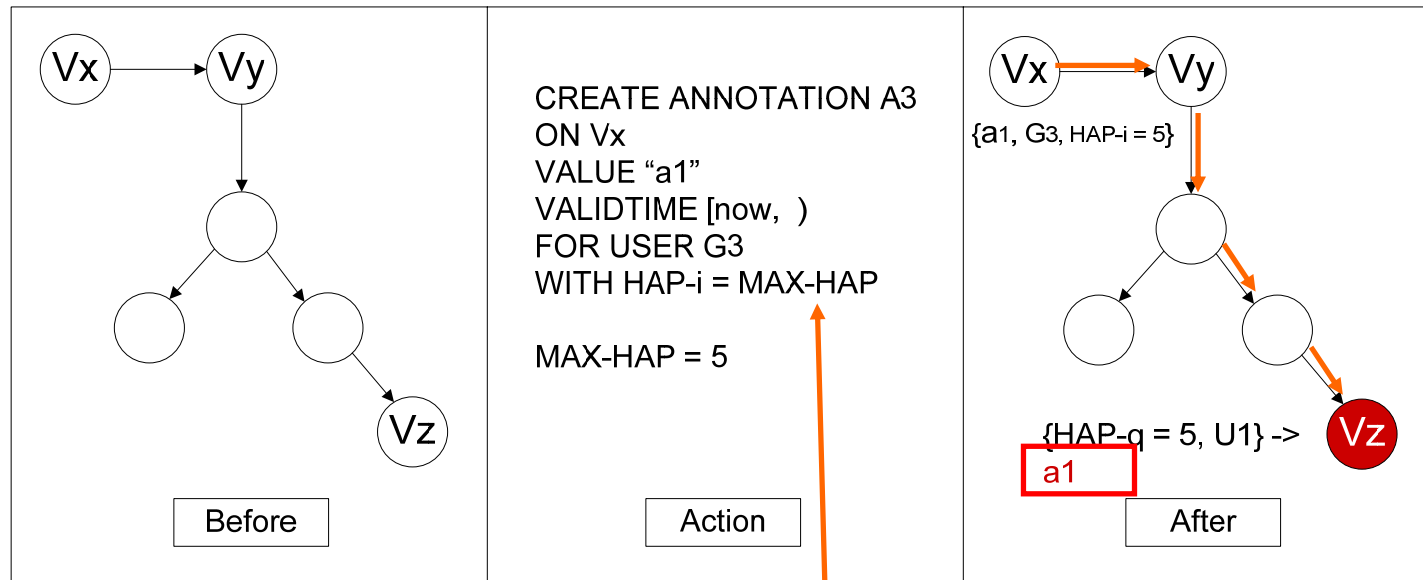 Vx
Vy
Vz
Before
CREATE ANNOTATION A3
ON Vx
VALUE “a1”
VALIDTIME [now,  )
FOR USER G3
WITH HAP-i = MAX-HAP
MAX-HAP = 5
Action
Vx
Vy
{a1, G3, HAP-i = 5}
{HAP-q = 5, U1} ->
Vz
a1
After